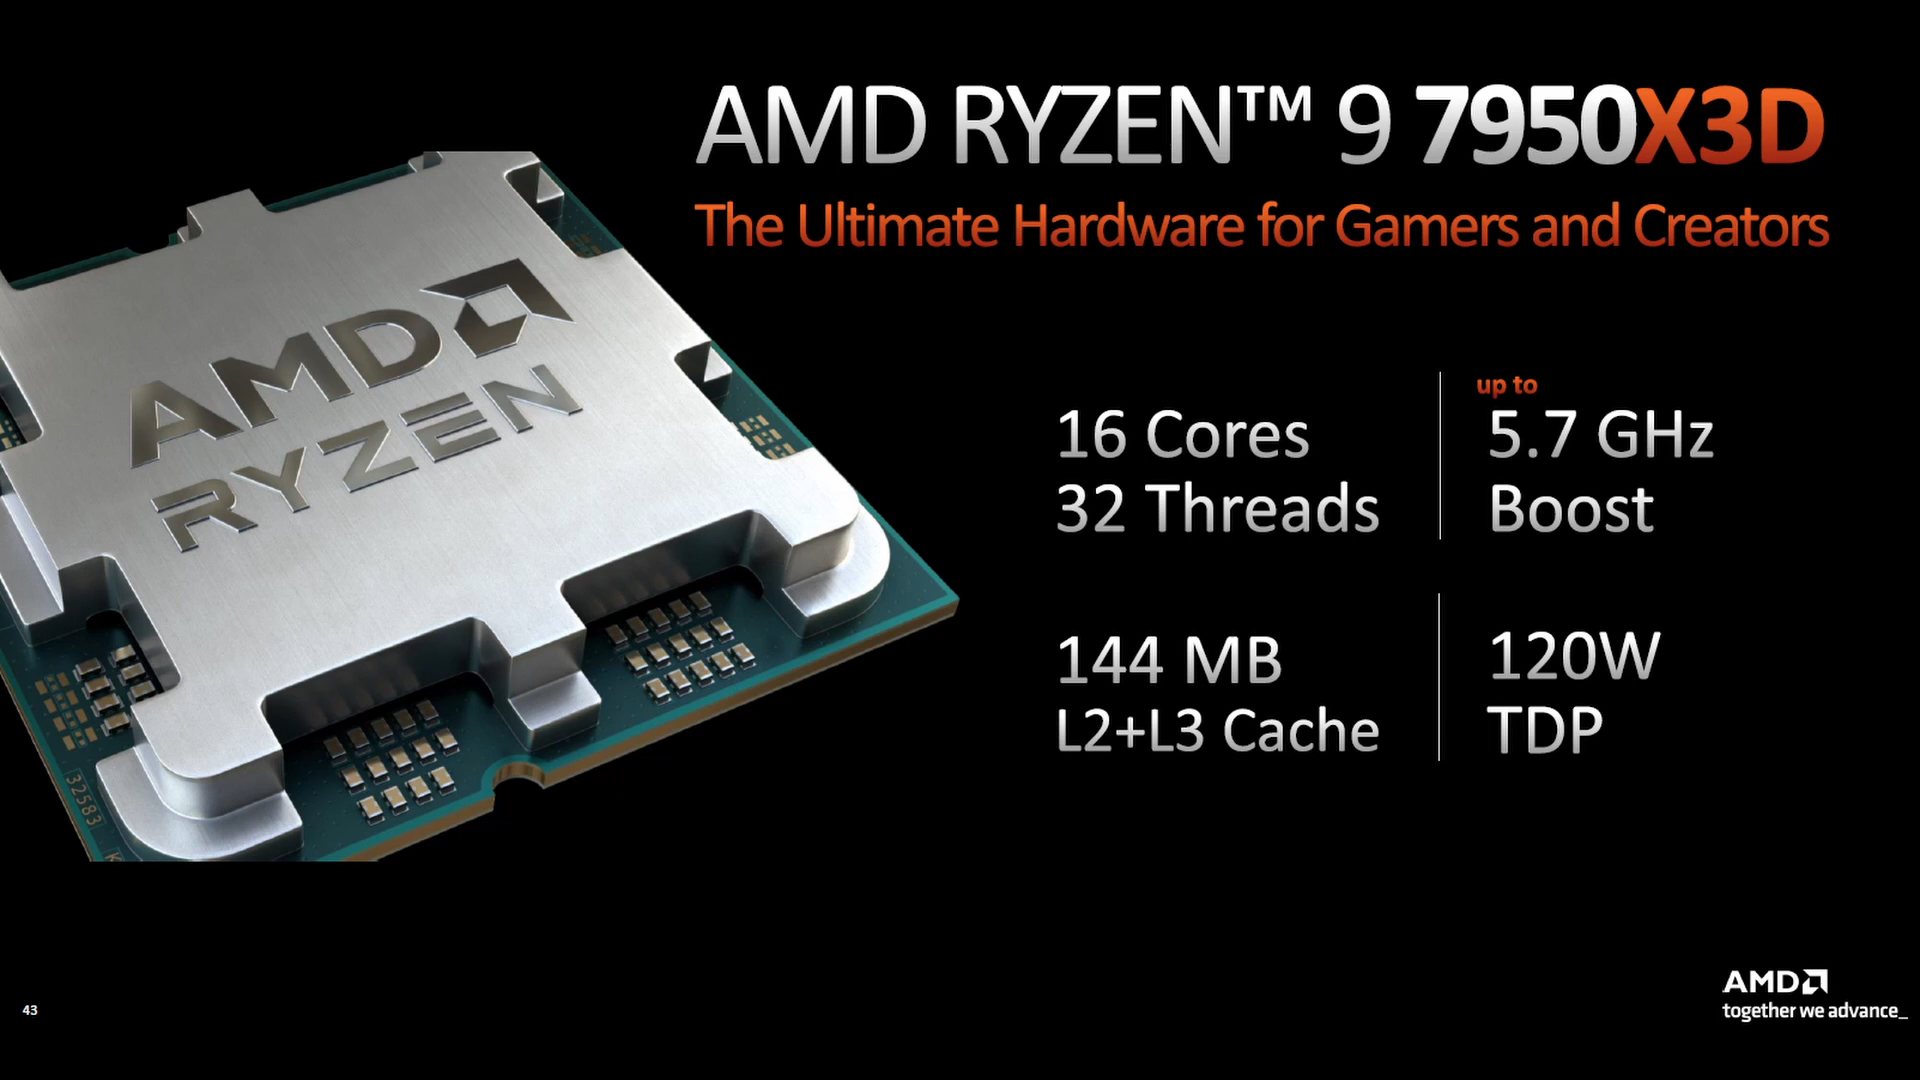 AMD RYZEN™ 9 7950X3D
The Ultimate Hardware for Gamers and Creators
AMD
RYZEN
32583
K
16 Cores
32 Threads
up to
5.7 GHz
Boost
144 MB
L2+L3 Cache
120W
TDP
43
AMD
together we advance_